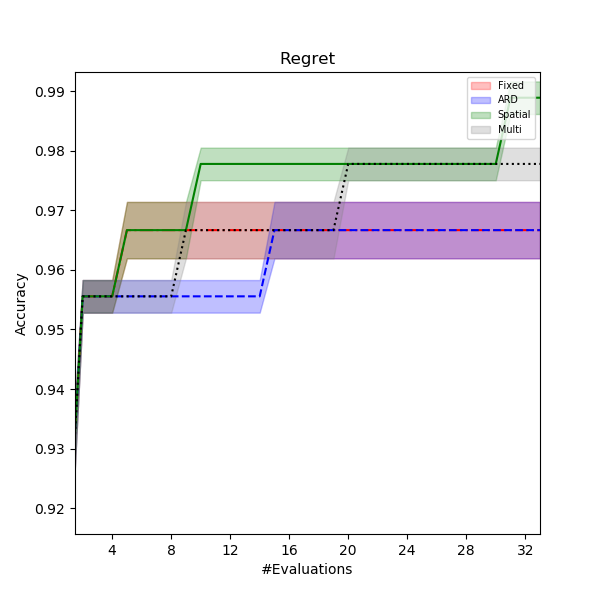 Regret
Fixed
ARD
Spatial
Multi
0.99
0.98
0.97
0.96
0.95
0.94
0.93
0.92
Accuracy
4 8 12 16 20 24 28 32
#Evaluations